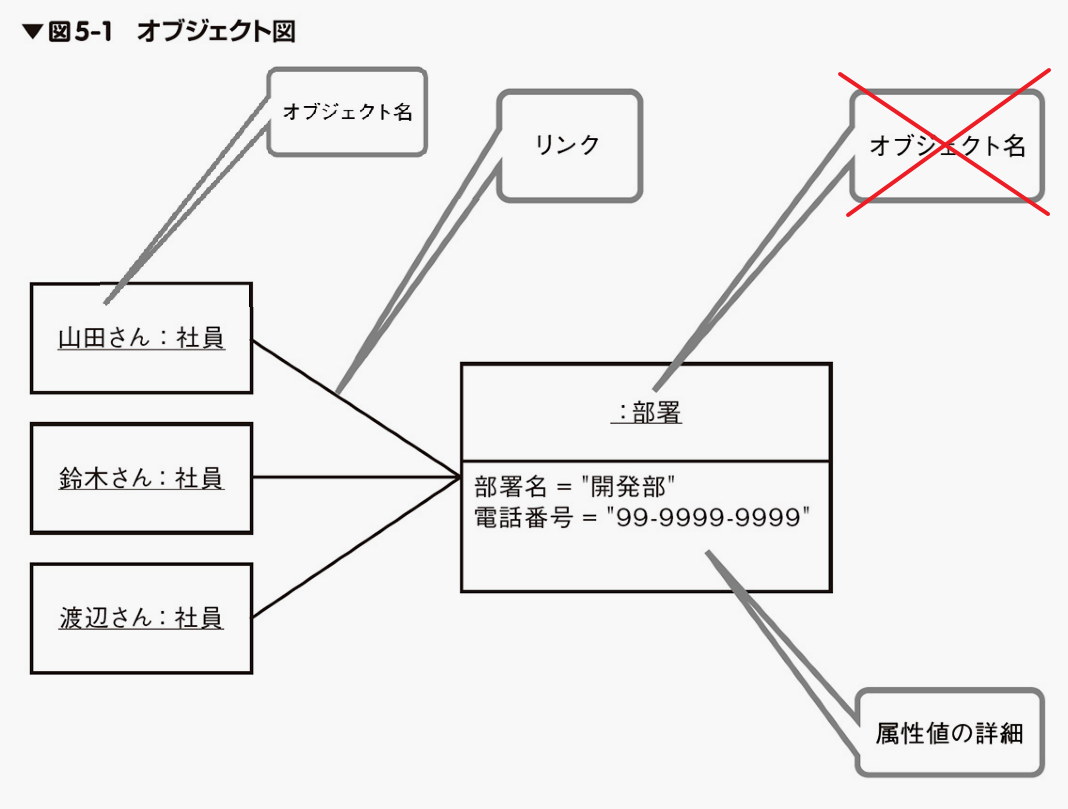 ▼図5-1 オブジェクト図
オブジェクト名
リンク
オブジェクト名
山田さん：社員
：部署
鈴木さん：社員
部署名 = "開発部"
電話番号 = "99-9999-9999"
渡辺さん：社員
属性値の詳細